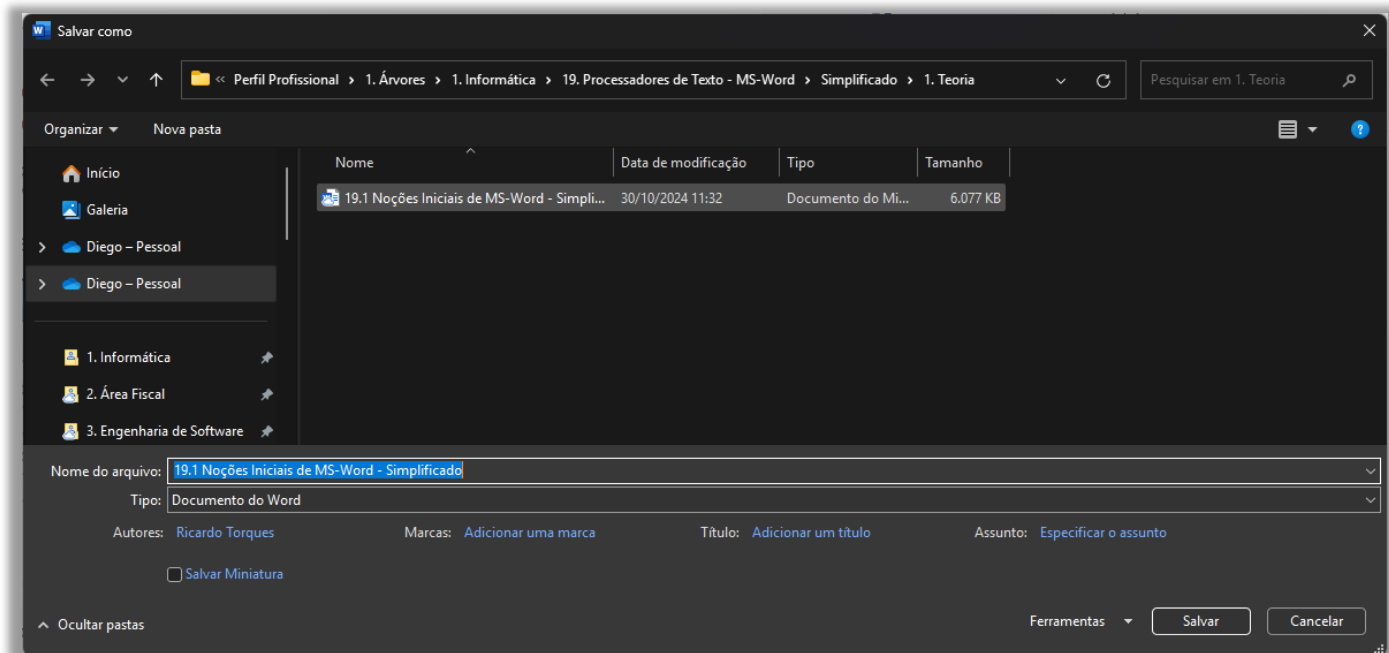 Salvar como
« Perfil Profissional > 1. Árvores > 1. Informática > 19. Processadores de Texto - MS-Word > Simplificado > 1. Teoria
Pesquisar em 1. Teoria
Organizar Nova pasta
Início
Galeria
Diego – Pessoal
Diego – Pessoal
1. Informática
2. Área Fiscal
3. Engenharia de Software
Nome Data de modificação Tipo Tamanho
19.1 Noções Iniciais de MS-Word - Simpli... 30/10/2024 11:32 Documento do Mi... 6.077 KB
Nome do arquivo: 19.1 Noções Iniciais de MS-Word - Simplificado
Tipo: Documento do Word
Autores: Ricardo Torques Marcas: Adicionar uma marca Título: Adicionar um título Assunto: Especificar o assunto
Salvar Miniatura
Ocultar pastas Ferramentas Salvar Cancelar